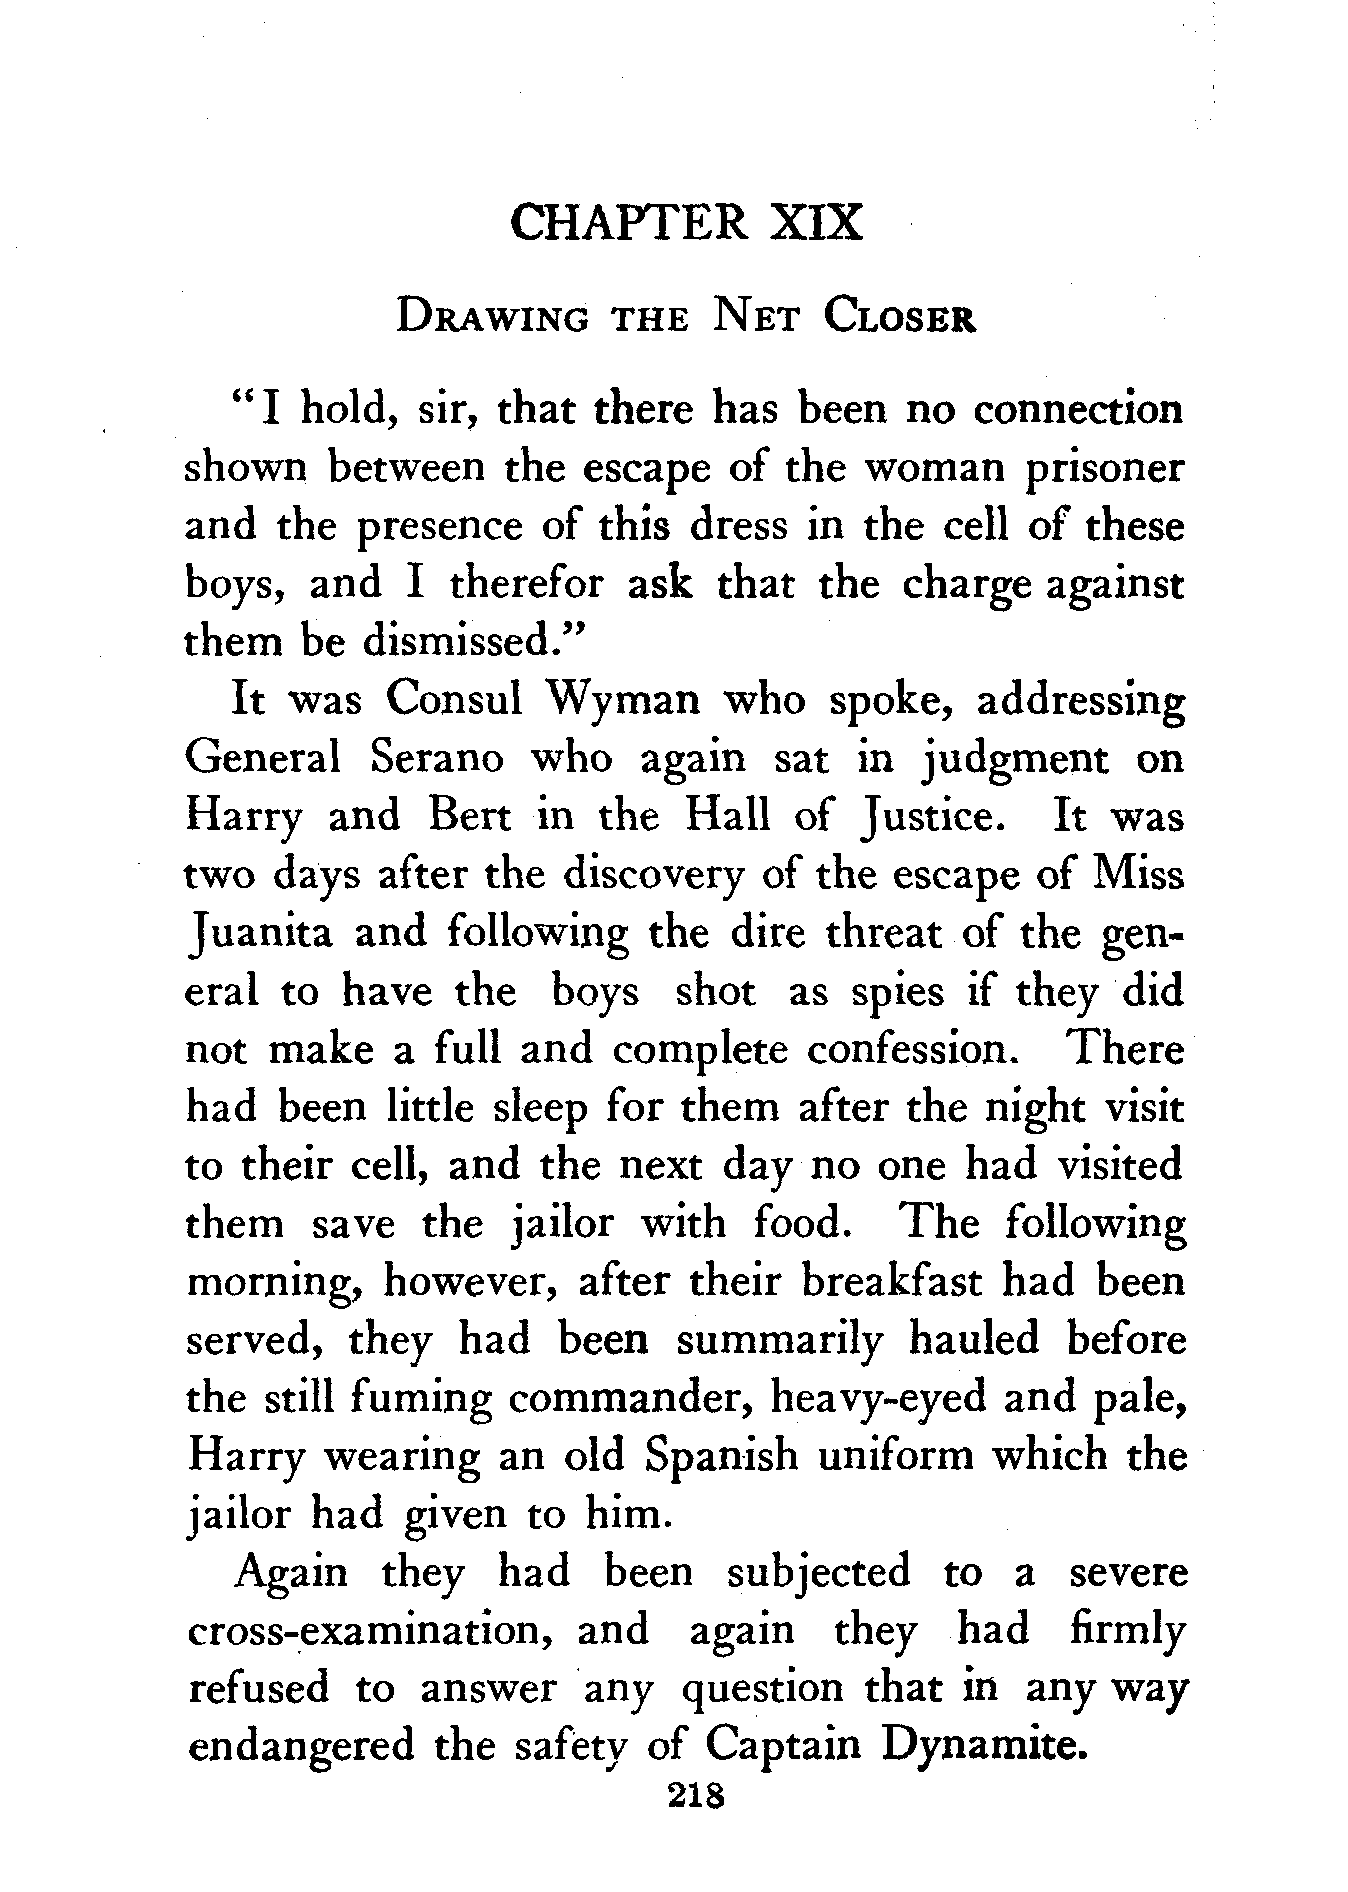 CHAPTER XIX
DRAWING THE NET CLOSER
"I hold, sir, that there has been no connection
shown between the escape of the woman prisoner
and the presence of this dress in the cell of these
boys, and I therefor ask that the charge against
them be dismissed."
It was Consul Wyman who spoke, addressing
General Serano who again sat in judgment on
Harry and Bert in the Hall of Justice. It was
two days after the discovery of the escape of Miss
Juanita and following the dire threat of the gen-
eral to have the boys shot as spies if they did
not make a full and complete confession. There
had been little sleep for them after the night visit
to their cell, and the next day no one had visited
them save the jailor with food. The following
morning, however, after their breakfast had been
served, they had been summarily hauled before
the still fuming commander, heavy-eyed and pale,
Harry wearing an old Spanish uniform which the
jailor had given to him.
Again they had been subjected to a severe
cross-examination, and again they had firmly
refused to answer any question that in any way
endangered the safety of Captain Dynamite.
218